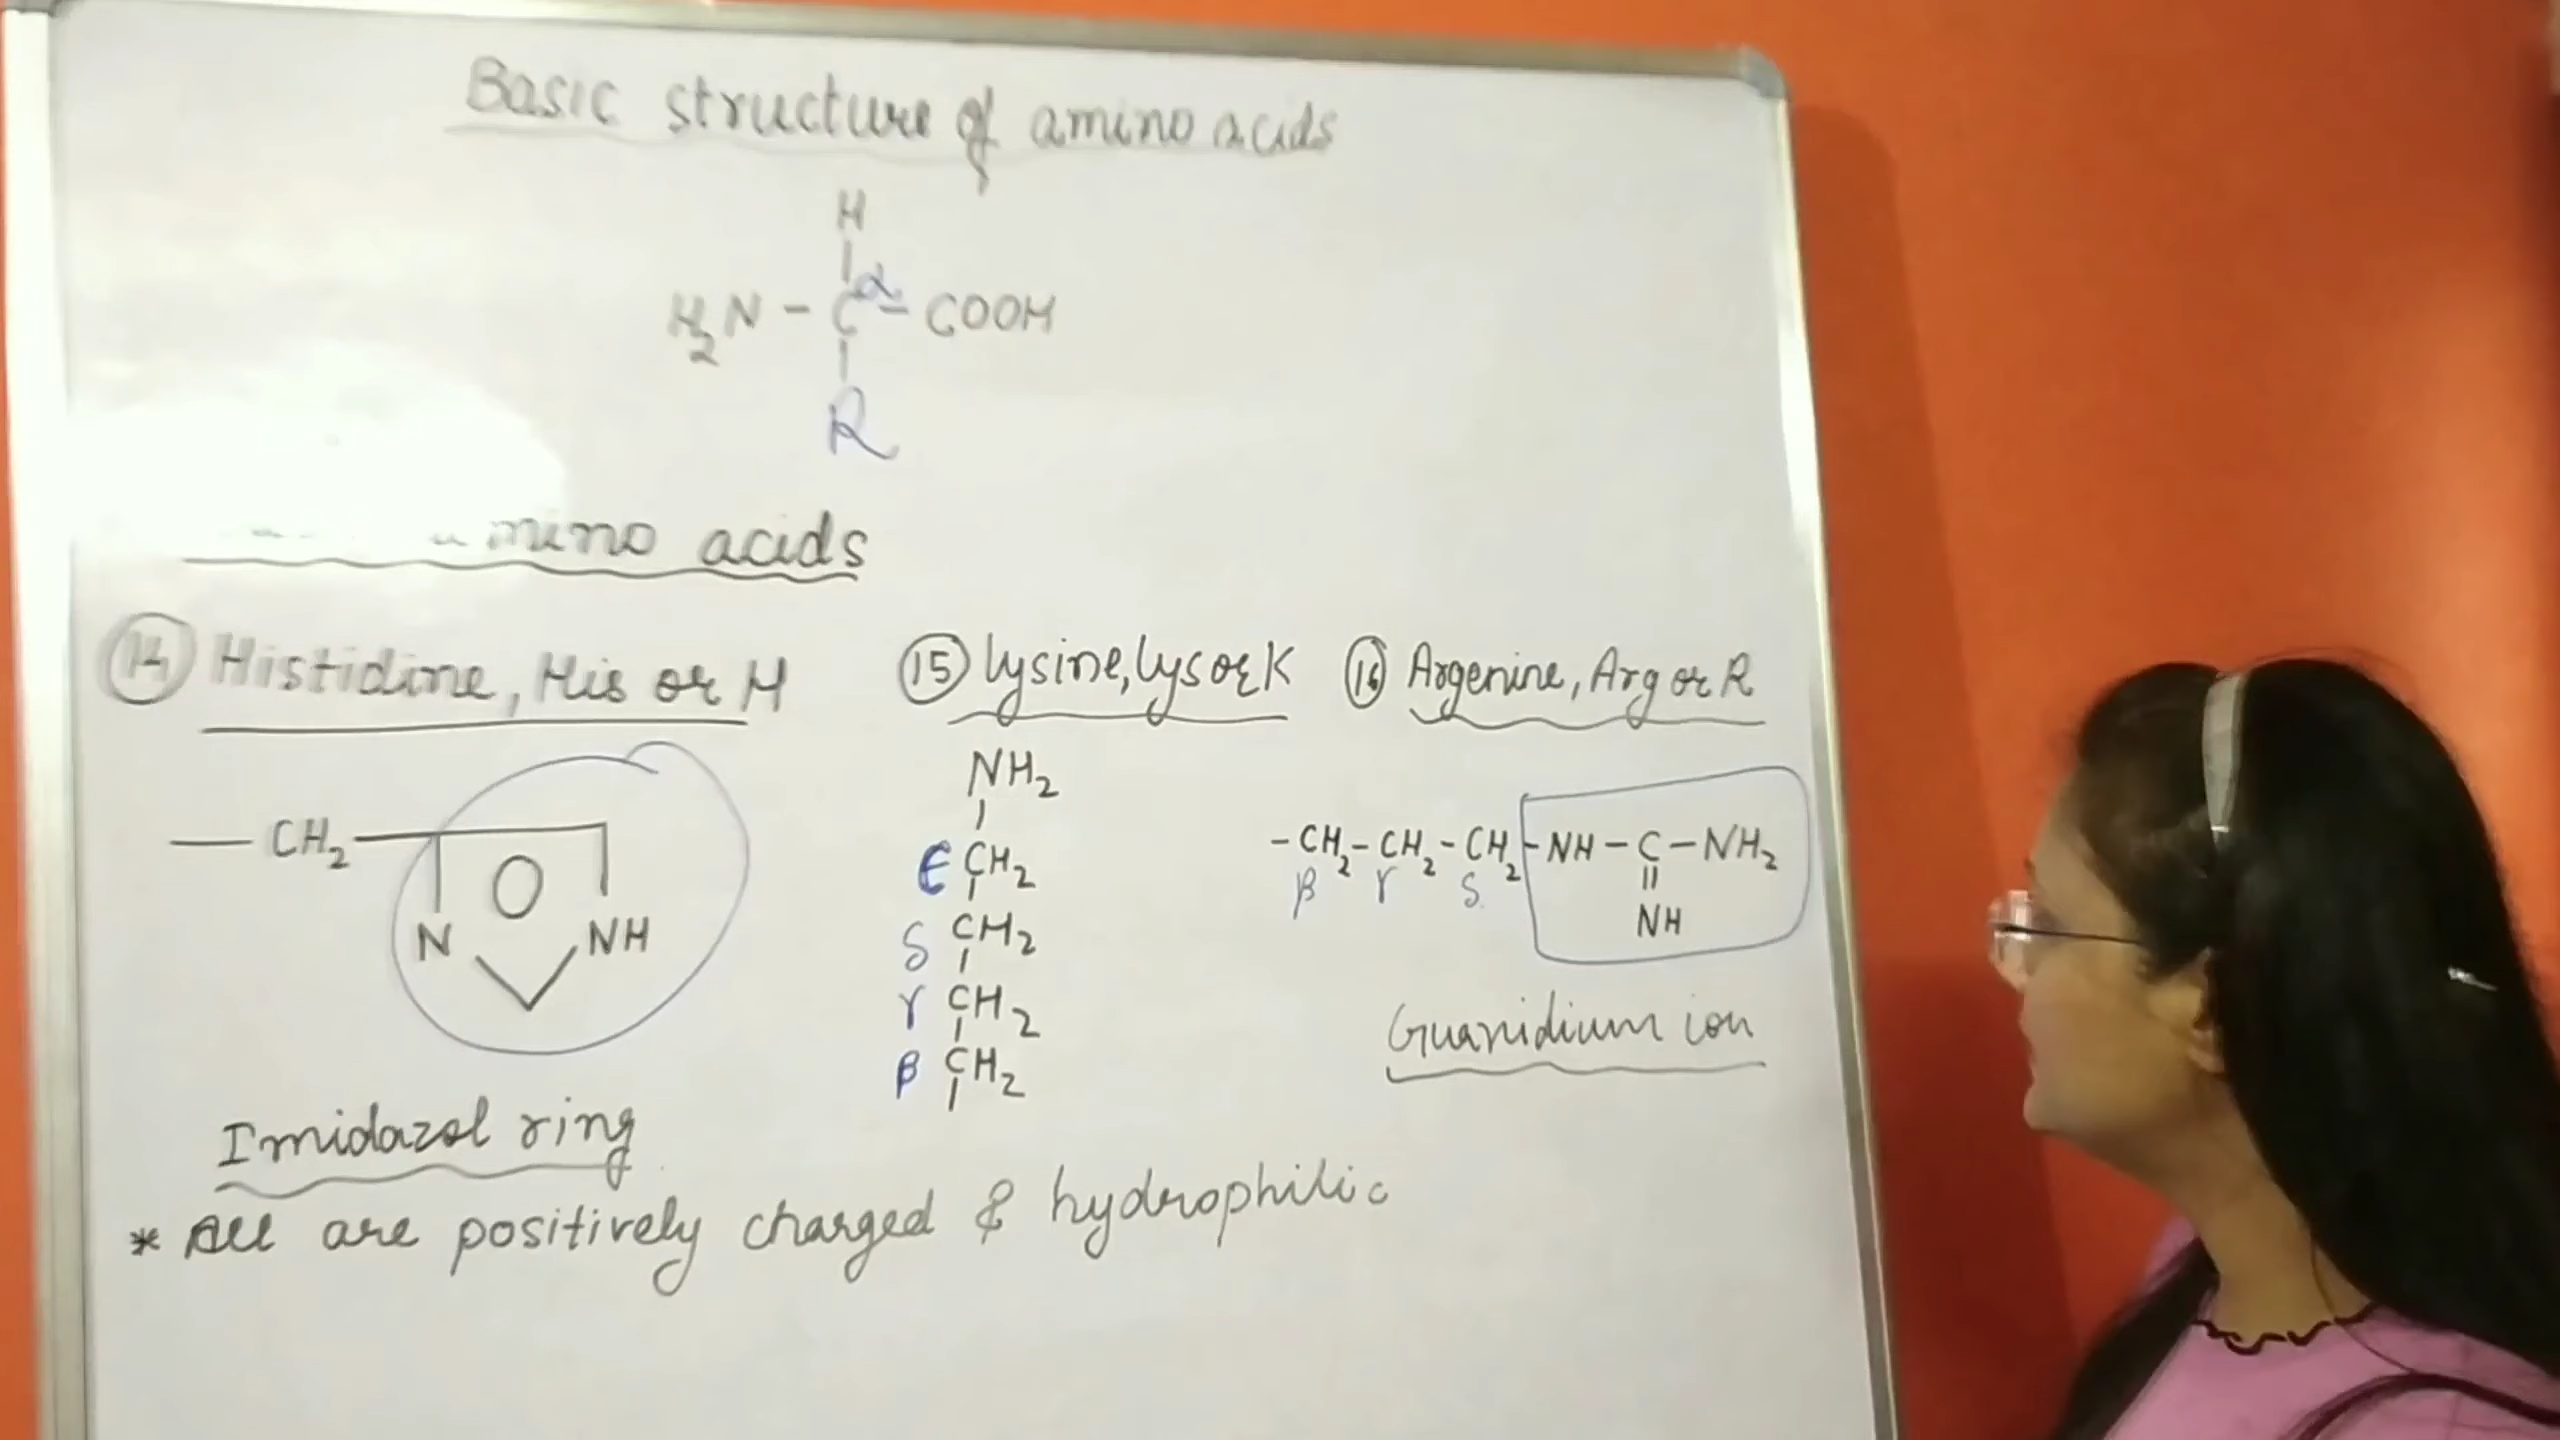 Basic structure of amino acids
H
H₂N - Cα - COOH
R
amino acids
14 Histidine, His or H
15 Lysine, Lys or K
16 Argenine, Arg or R
— CH₂
N
NH
NH₂
ϵ CH₂
δ CH₂
γ CH₂
β CH₂
- CH₂ - CH₂ - CH₂ - NH - C - NH₂
β γ δ
NH
Guanidium ion
Imidazol ring
* All are positively charged & hydrophilic